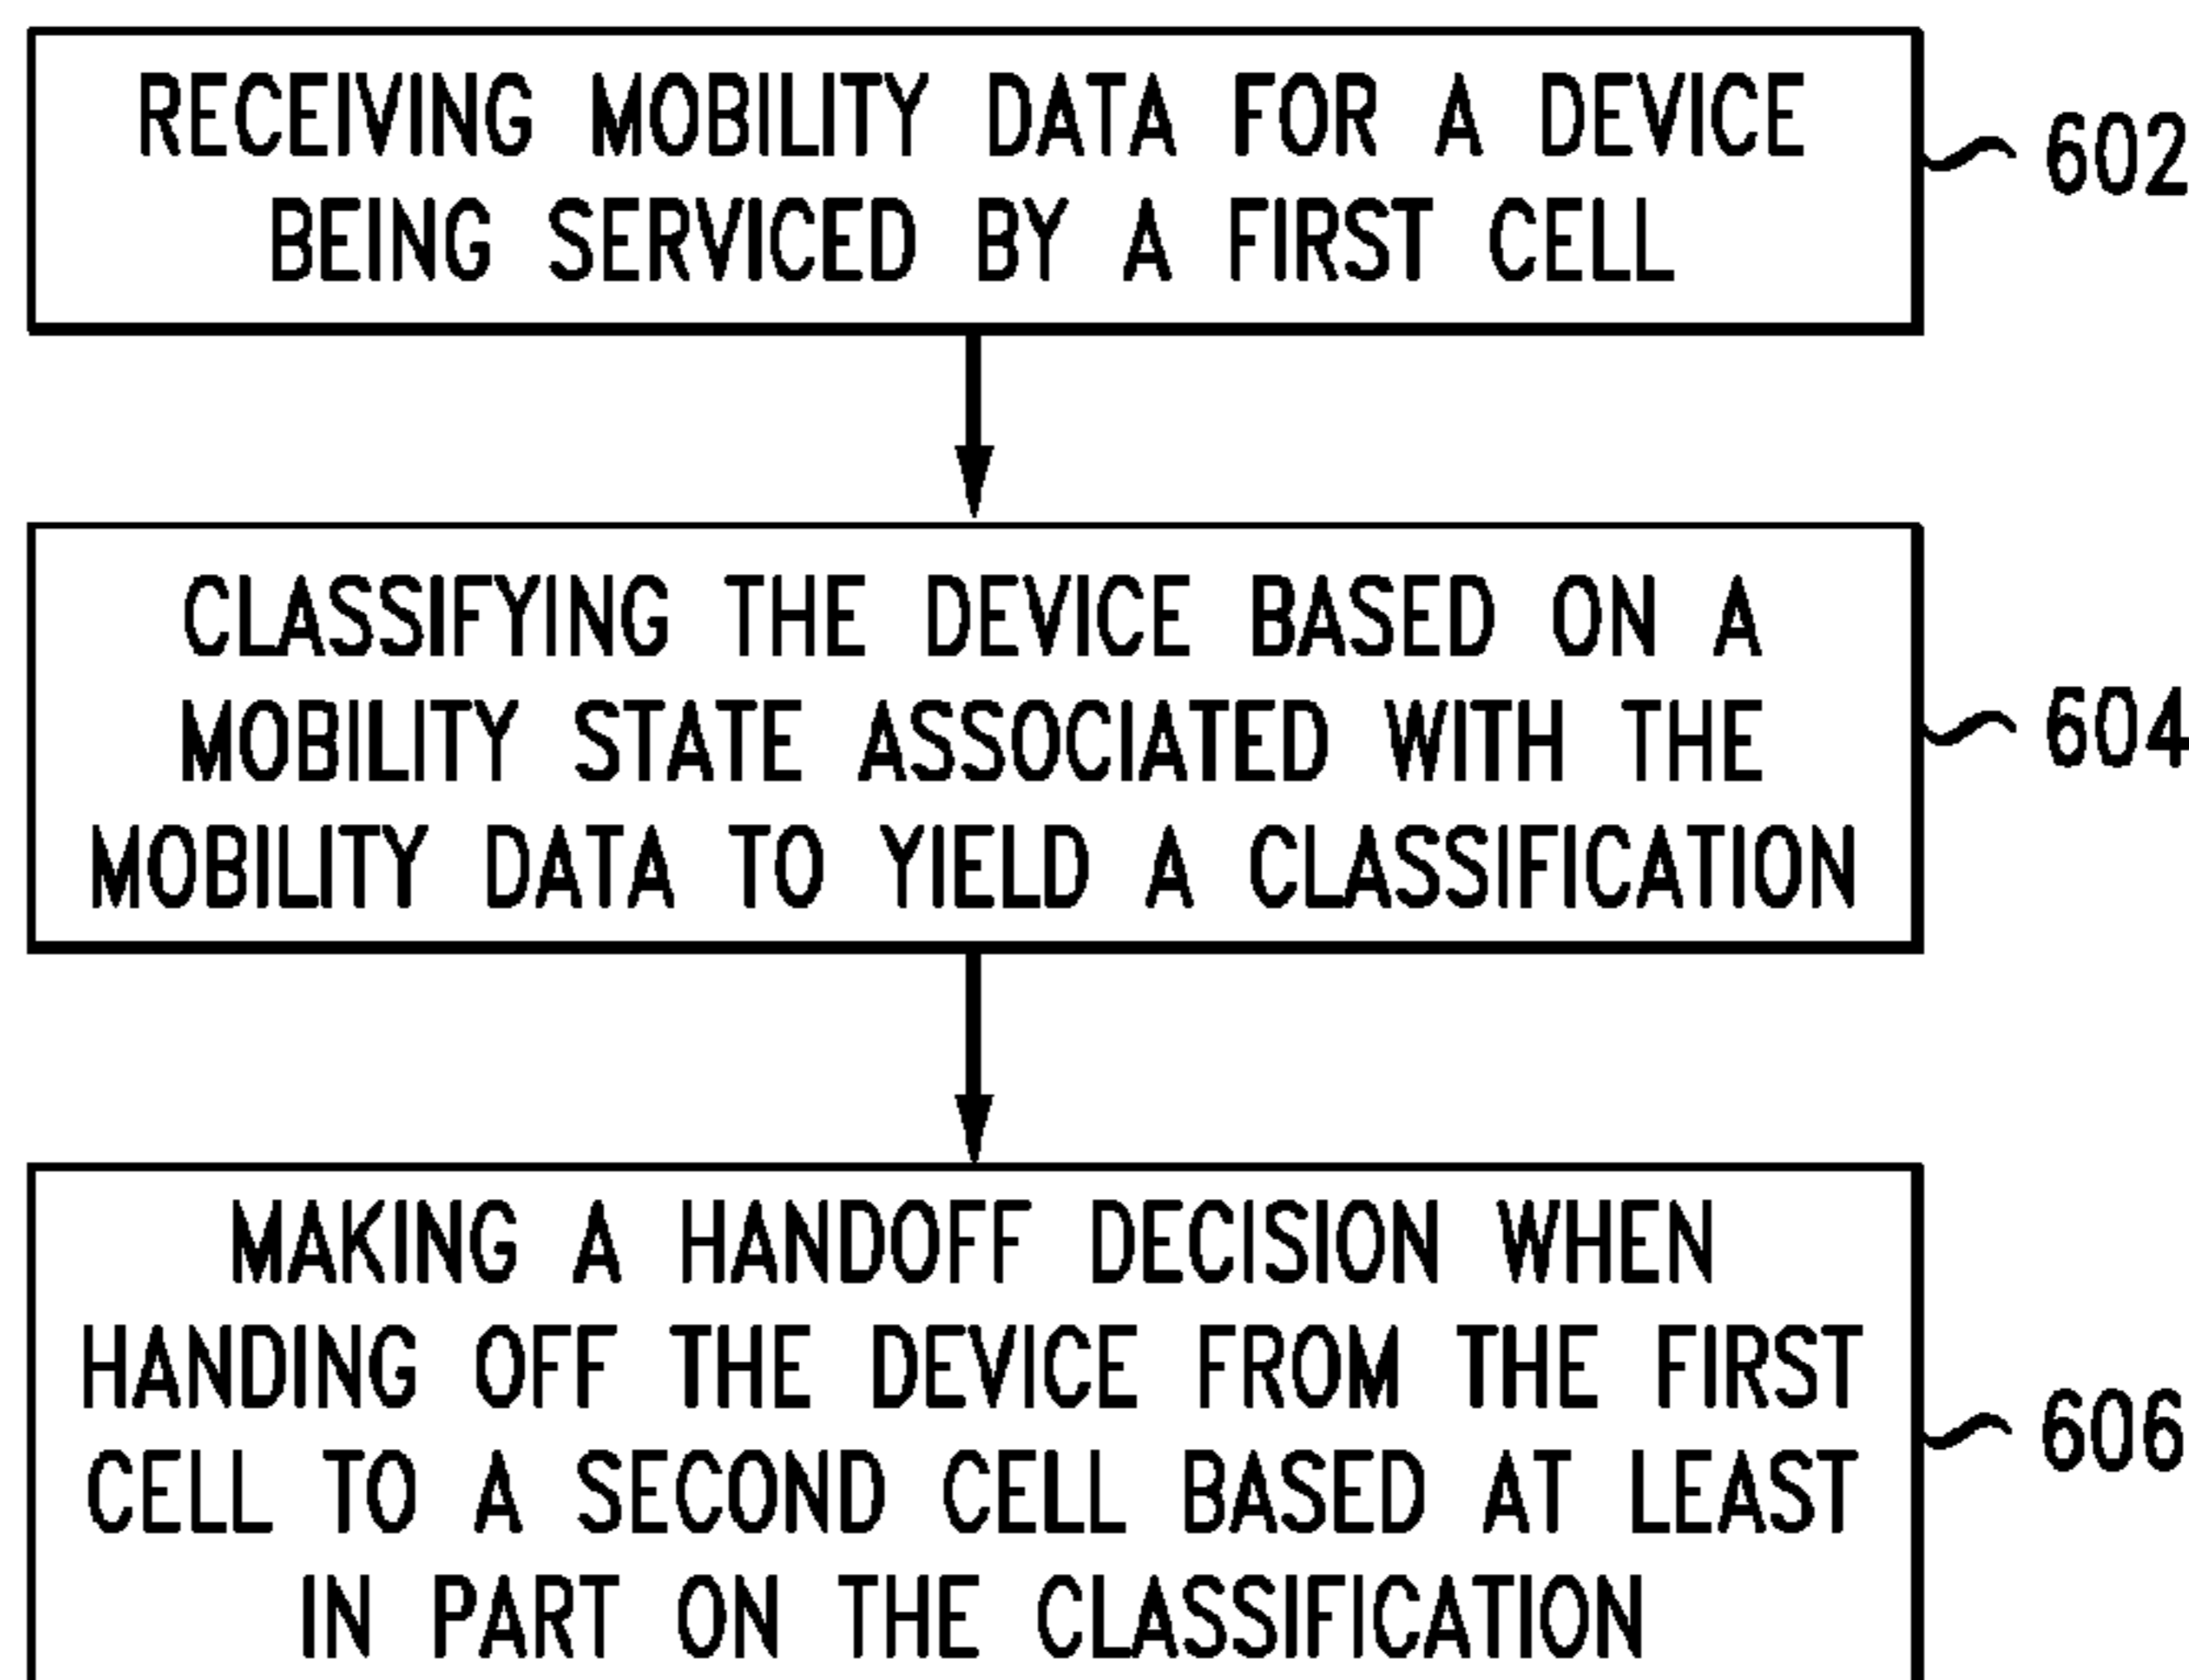 RECEIVING MOBILITY DATA FOR A DEVICE
BEING SERVICED BY A FIRST CELL
602
CLASSIFYING THE DEVICE BASED ON A
MOBILITY STATE ASSOCIATED WITH THE
MOBILITY DATA TO YIELD A CLASSIFICATION
604
MAKING A HANDOFF DECISION WHEN
HANDING OFF THE DEVICE FROM THE FIRST
CELL TO A SECOND CELL BASED AT LEAST
IN PART ON THE CLASSIFICATION
606